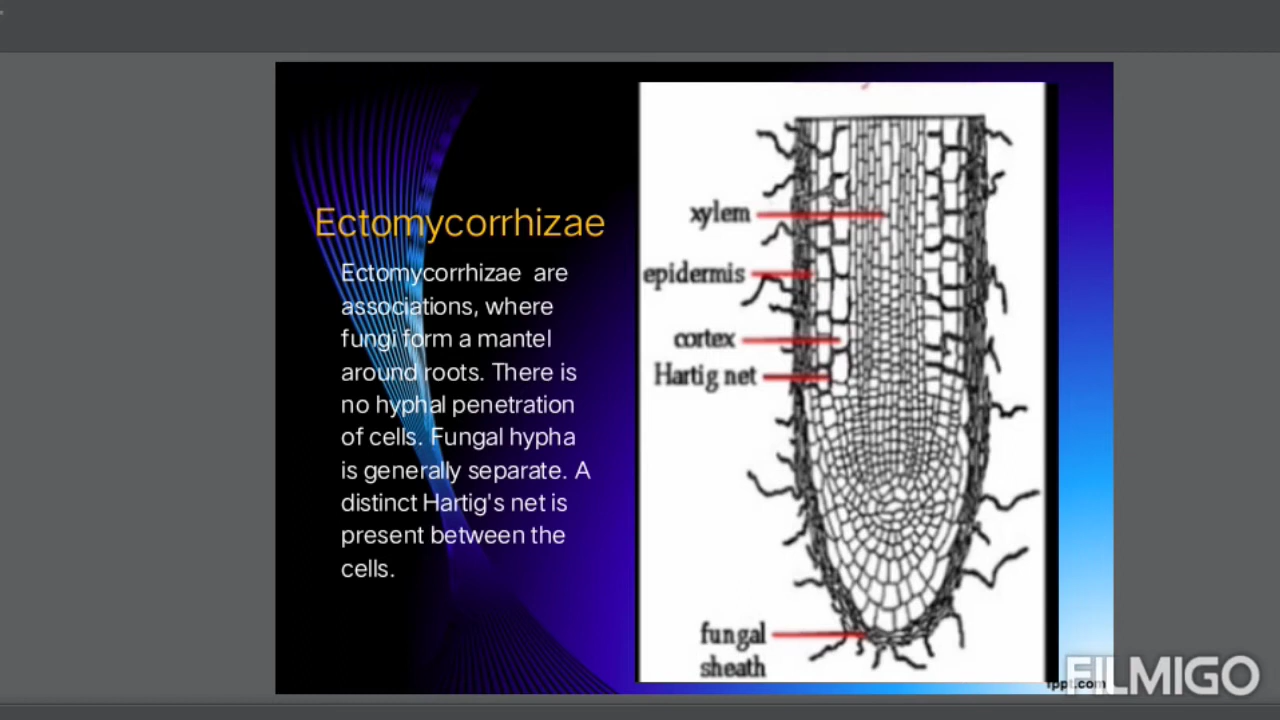 Ectomycorrhizae
Ectomycorrhizae are
associations, where
fungi form a mantel
around roots. There is
no hyphal penetration
of cells. Fungal hypha
is generally separate. A
distinct Hartig's net is
present between the
cells.
xylem
epidermis
cortex
Hartig net
fungal
sheath
fppt.com
FILMIGO